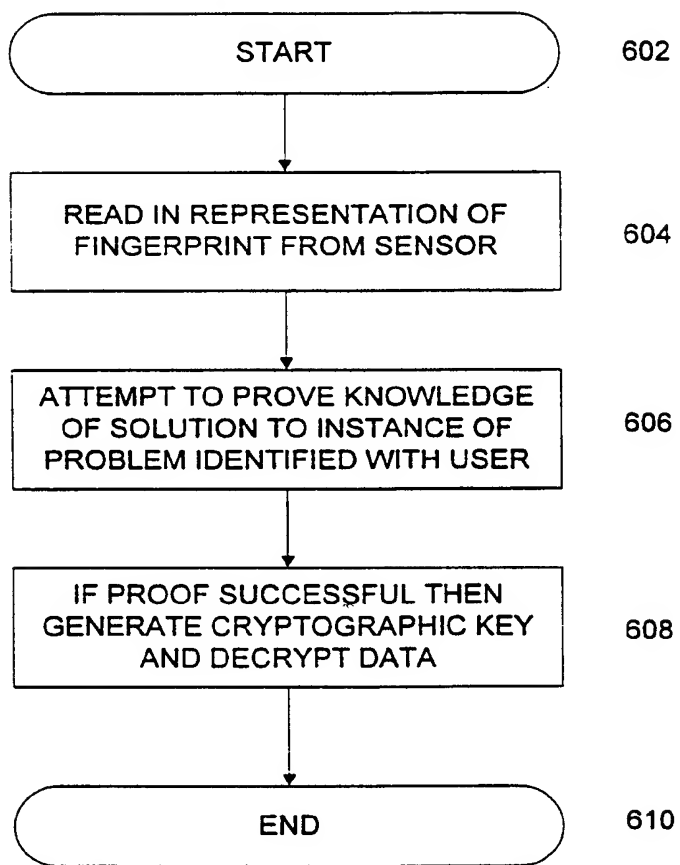 START
602
READ IN REPRESENTATION OF
FINGERPRINT FROM SENSOR
604
ATTEMPT TO PROVE KNOWLEDGE
OF SOLUTION TO INSTANCE OF
PROBLEM IDENTIFIED WITH USER
606
IF PROOF SUCCESSFUL THEN
GENERATE CRYPTOGRAPHIC KEY
AND DECRYPT DATA
608
END
610